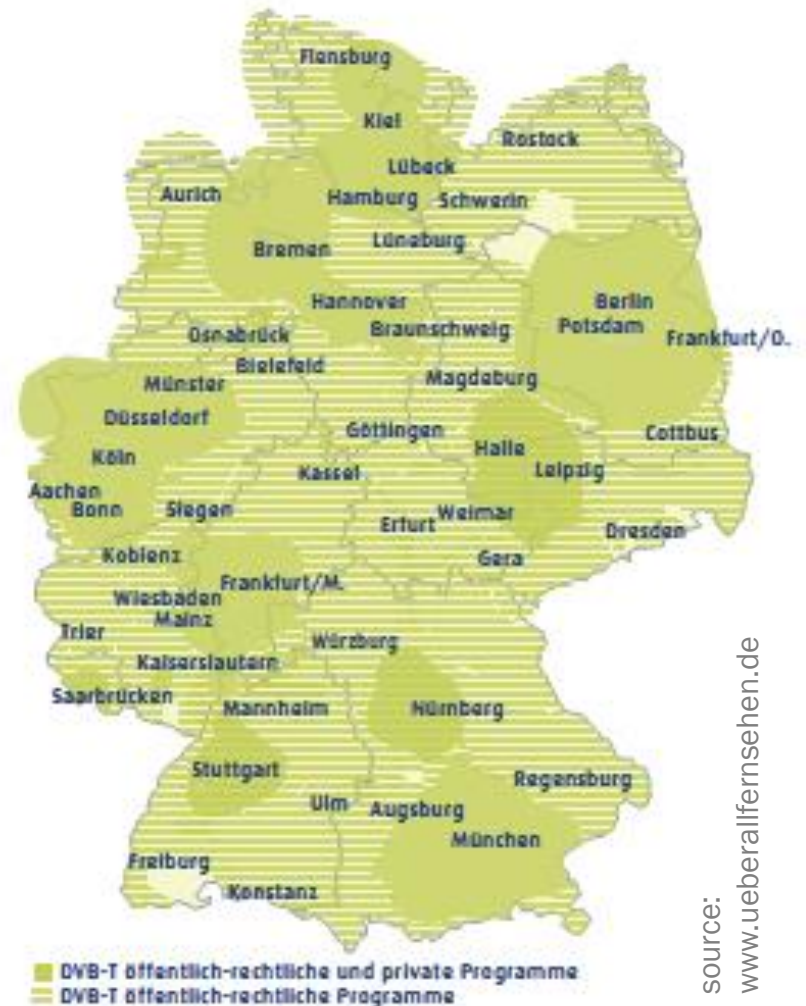 Flensburg
Kiel
Rostock
Lübeck
Aurich
Hamburg Schwerin
Bremen
Lüneburg
Hannover
Berlin
Osnabrück
Braunschweig
Potsdam
Frankfurt/O.
Bielefeld
Münster
Magdeburg
Düsseldorf
Göttingen
Cottbus
Köln
Kassel
Halle
Leipzig
Aachen
Bonn
Siegen
Erfurt
Weimar
Dresden
Koblenz
Gera
Frankfurt/M.
Wiesbaden
Mainz
Trier
Würzburg
Kaiserslautern
Saarbrücken
Mannheim
Nürnberg
Stuttgart
Regensburg
Ulm
Augsburg
München
Freiburg
Konstanz
DVB-T öffentlich-rechtliche und private Programme
DVB-T öffentlich-rechtliche Programme
source:
www.ueberallfernsehen.de